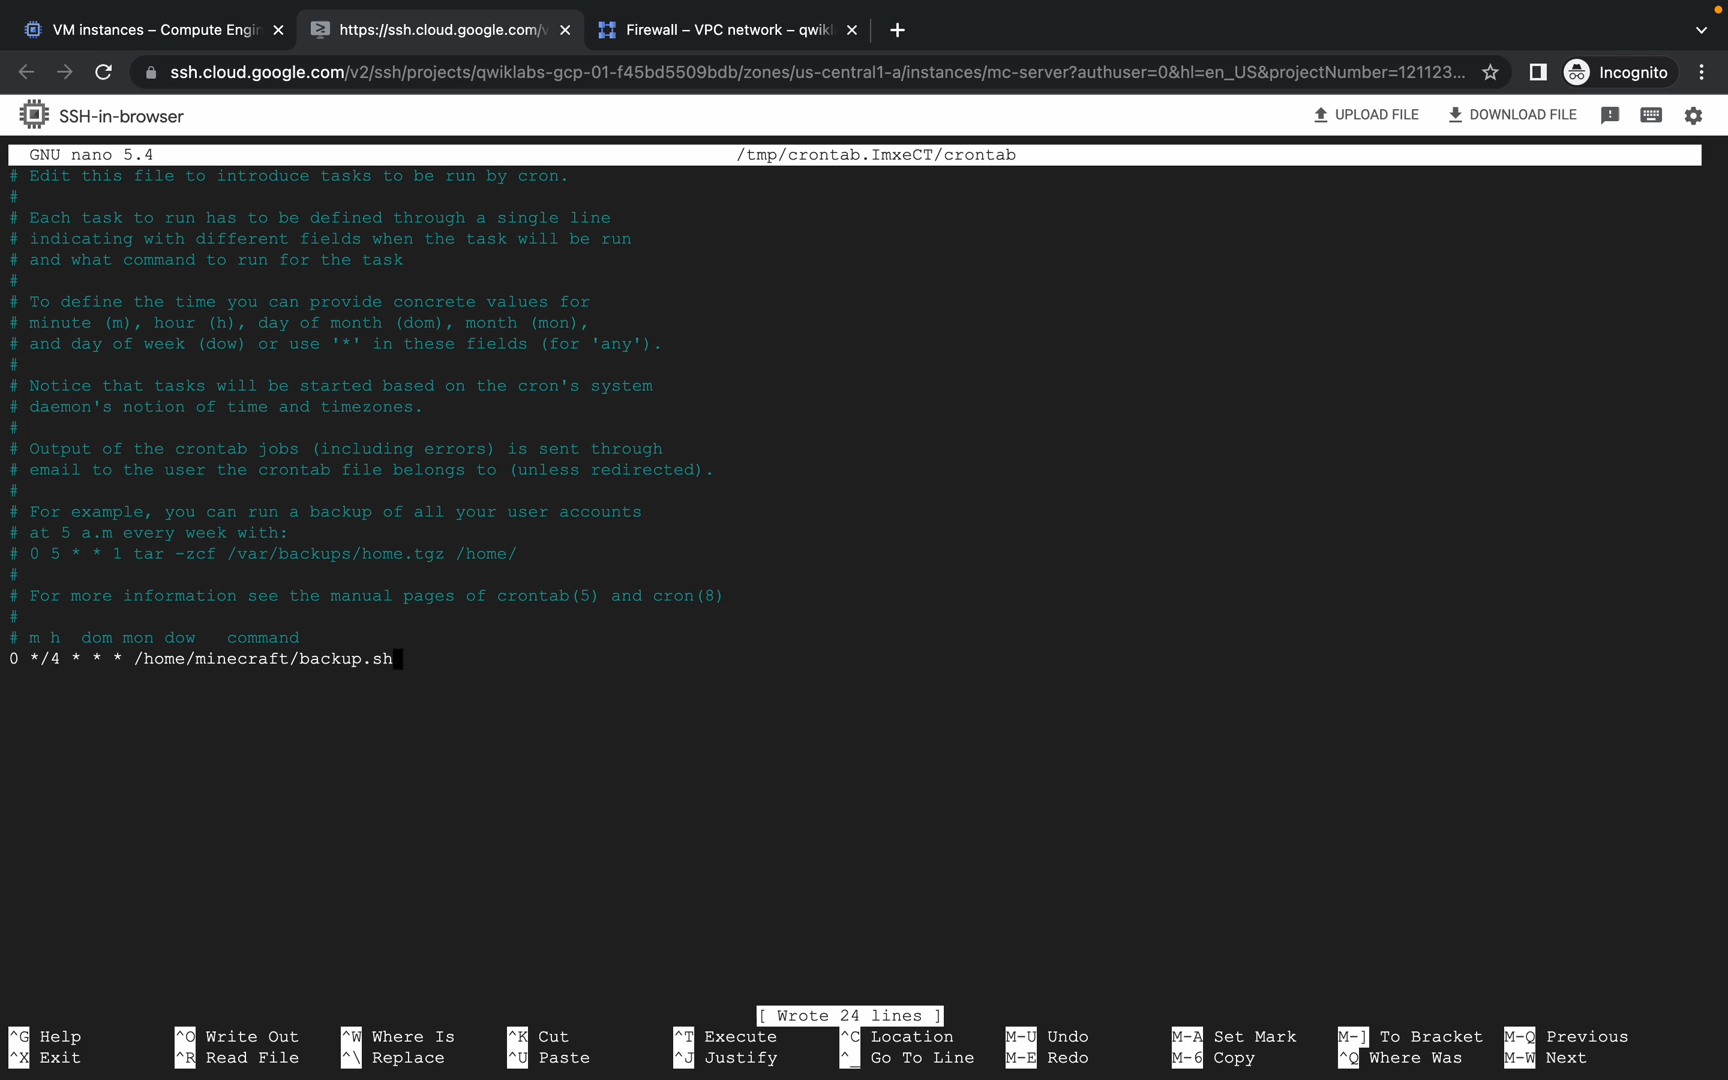 VM instances – Compute Engin
https://ssh.cloud.google.com/v
Firewall – VPC network – qwikl
ssh.cloud.google.com/v2/ssh/projects/qwiklabs-gcp-01-f45bd5509bdb/zones/us-central1-a/instances/mc-server?authuser=0&hl=en_US&projectNumber=121123...
Incognito
SSH-in-browser
UPLOAD FILE
DOWNLOAD FILE
GNU nano 5.4 /tmp/crontab.ImxeCT/crontab
# Edit this file to introduce tasks to be run by cron.
#
# Each task to run has to be defined through a single line
# indicating with different fields when the task will be run
# and what command to run for the task
#
# To define the time you can provide concrete values for
# minute (m), hour (h), day of month (dom), month (mon),
# and day of week (dow) or use '*' in these fields (for 'any').
#
# Notice that tasks will be started based on the cron's system
# daemon's notion of time and timezones.
#
# Output of the crontab jobs (including errors) is sent through
# email to the user the crontab file belongs to (unless redirected).
#
# For example, you can run a backup of all your user accounts
# at 5 a.m every week with:
# 0 5 * * 1 tar -zcf /var/backups/home.tgz /home/
#
# For more information see the manual pages of crontab(5) and cron(8)
#
# m h  dom mon dow   command
0 */4 * * * /home/minecraft/backup.sh
[ Wrote 24 lines ]
^G Help ^O Write Out ^W Where Is ^K Cut ^T Execute ^C Location M-U Undo M-A Set Mark M-] To Bracket M-Q Previous
^X Exit ^R Read File ^\ Replace ^U Paste ^J Justify ^_ Go To Line M-E Redo M-6 Copy ^Q Where Was M-W Next